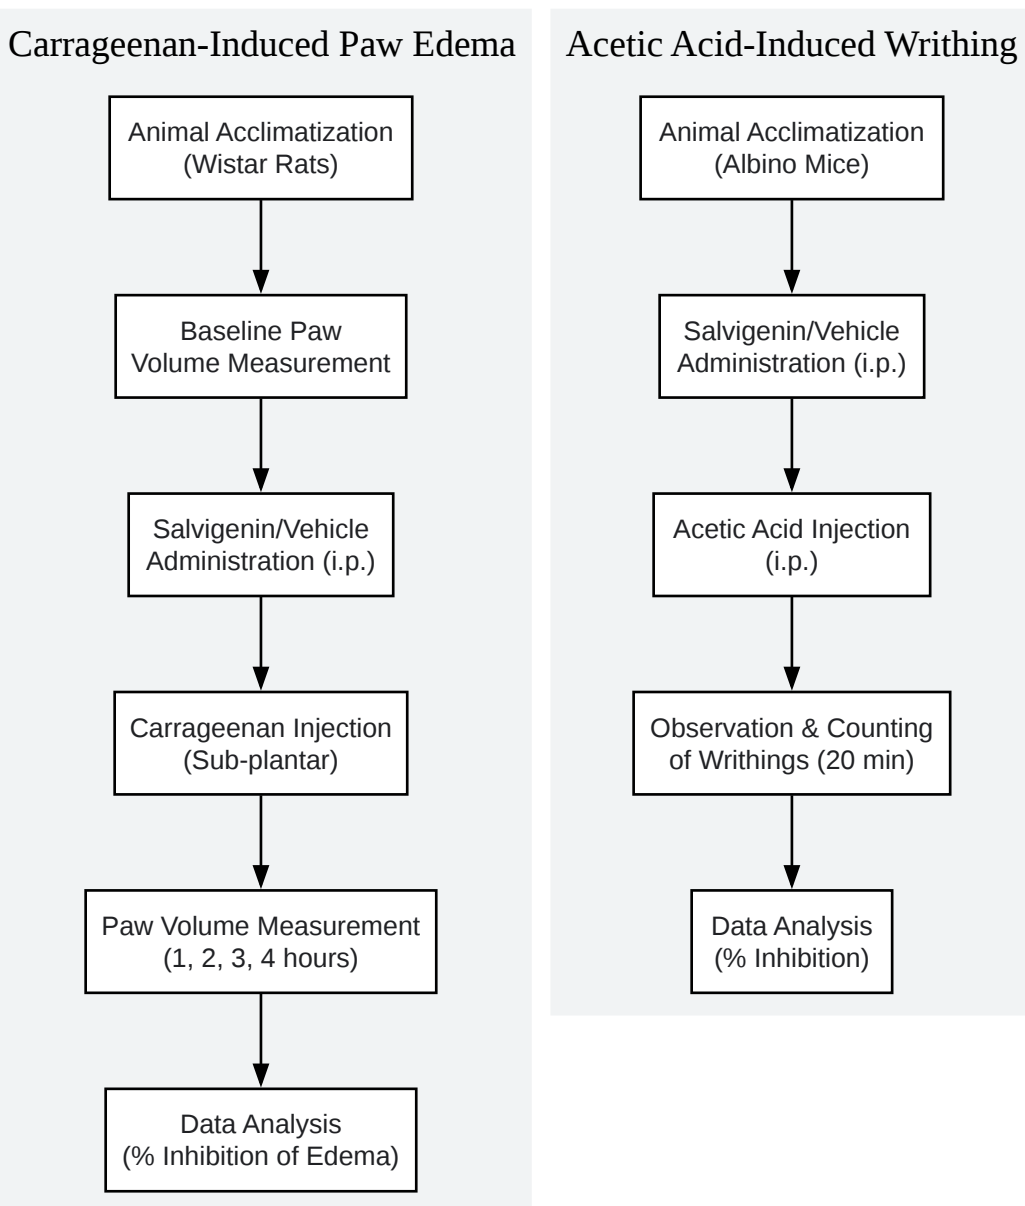 Carrageenan-Induced Paw Edema
Animal Acclimatization
(Wistar Rats)
Baseline Paw
Volume Measurement
Salvigenin/Vehicle
Administration (i.p.)
Carrageenan Injection
(Sub-plantar)
Paw Volume Measurement
(1, 2, 3, 4 hours)
Data Analysis
(% Inhibition of Edema)
Acetic Acid-Induced Writhing
Animal Acclimatization
(Albino Mice)
Salvigenin/Vehicle
Administration (i.p.)
Acetic Acid Injection
(i.p.)
Observation & Counting
of Writhings (20 min)
Data Analysis
(% Inhibition)